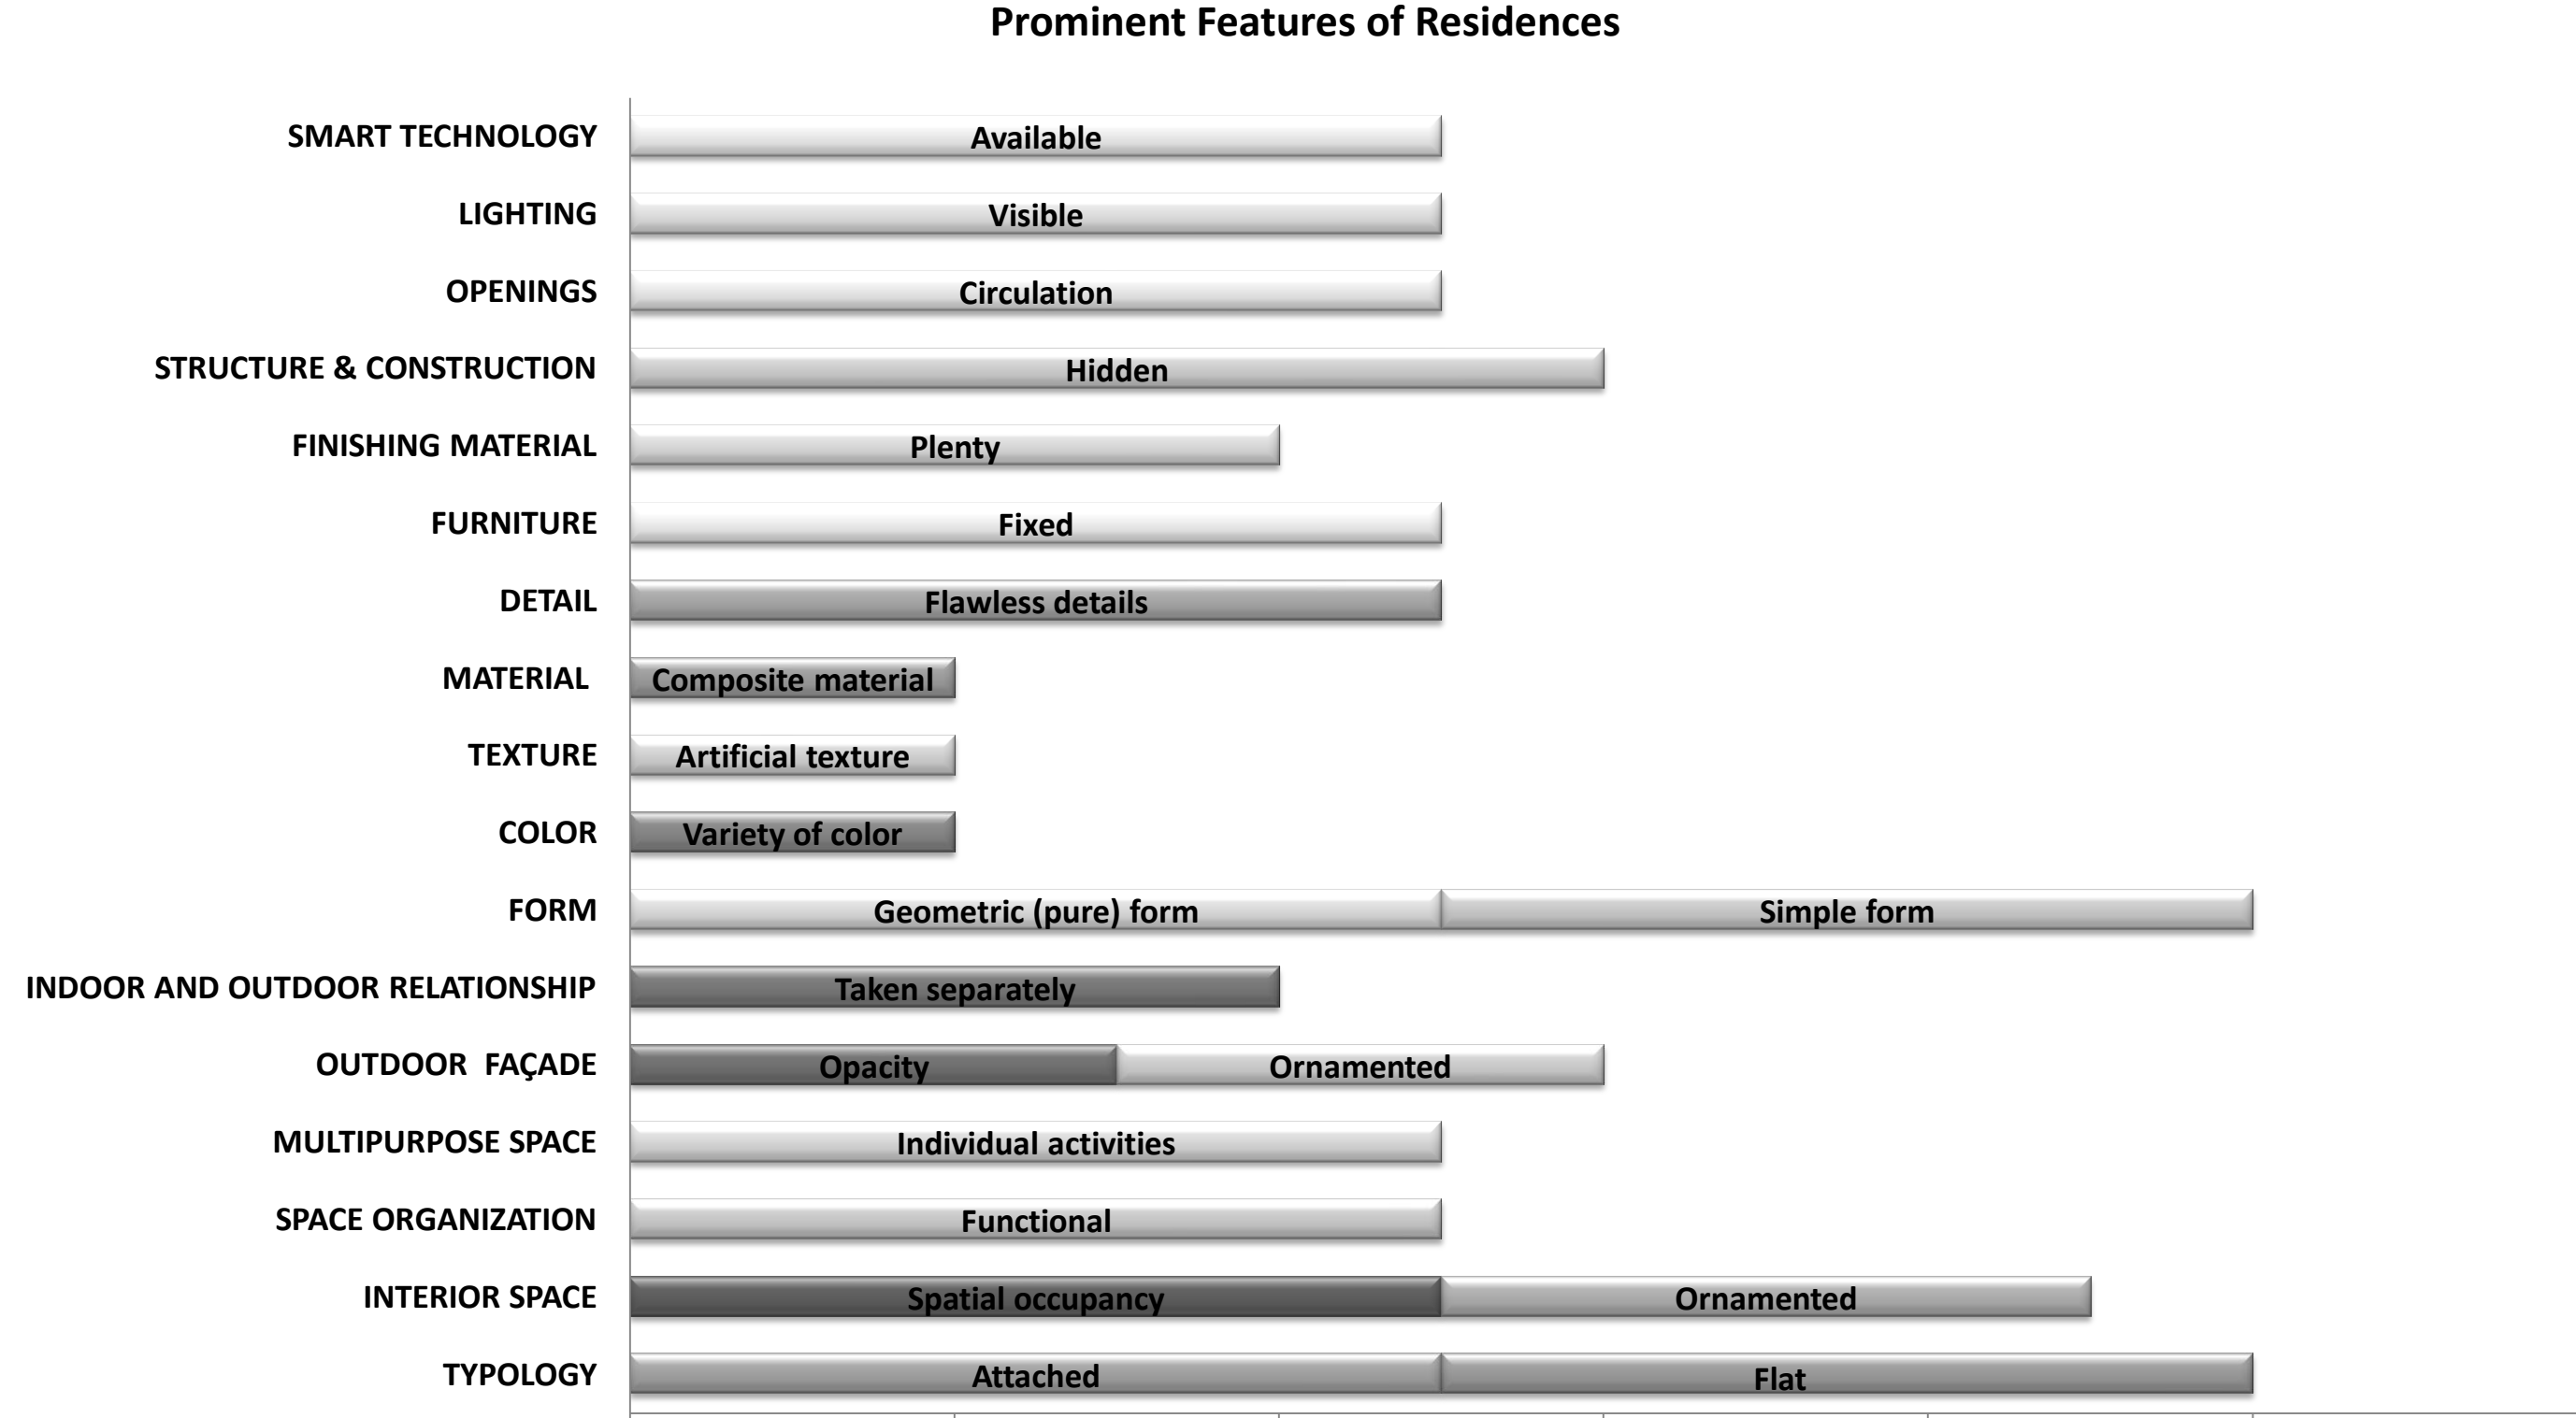 Prominent Features of Residences
SMART TECHNOLOGY Available
LIGHTING Visible
OPENINGS Circulation
STRUCTURE & CONSTRUCTION Hidden
FINISHING MATERIAL Plenty
FURNITURE Fixed
DETAIL Flawless details
MATERIAL Composite material
TEXTURE Artificial texture
COLOR Variety of color
FORM Geometric (pure) form Simple form
INDOOR AND OUTDOOR RELATIONSHIP Taken separately
OUTDOOR FAÇADE Opacity Ornamented
MULTIPURPOSE SPACE Individual activities
SPACE ORGANIZATION Functional
INTERIOR SPACE Spatial occupancy Ornamented
TYPOLOGY Attached Flat